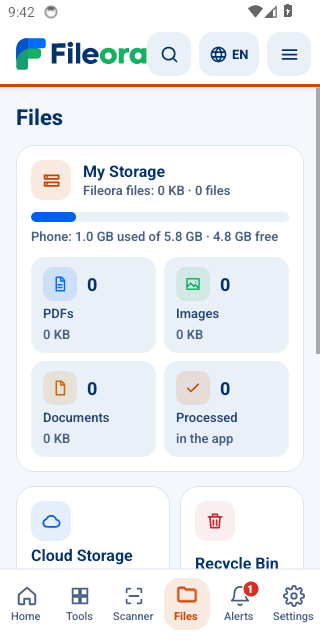 9:42
Fileora
EN
Files
My Storage
Fileora files: 0 KB · 0 files
Phone: 1.0 GB used of 5.8 GB · 4.8 GB free
0
PDFs
0 KB
0
Images
0 KB
0
Documents
0 KB
0
Processed
in the app
Cloud Storage
Recycle Bin
1
Home
Tools
Scanner
Files
Alerts
Settings